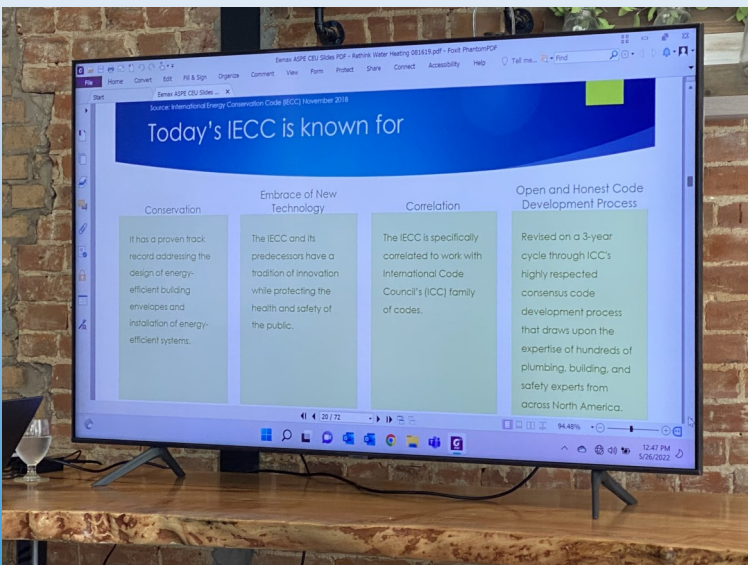 Eemax ASPE CEU Slides PDF - Rethink Water Heating 081619.pdf - Foxit PhantomPDF
File Home Convert Edit Fill & Sign Organize Comment View Form Protect Share Connect Accessibility Help Tell me... Find
Start Eemax ASPE CEU Slides ... x
Source: International Energy Conservation Code (IECC) November 2018
Today's IECC is known for
Conservation
It has a proven track
record addressing the
design of energy-
efficient building
envelopes and
installation of energy-
efficient systems.
Embrace of New
Technology
The IECC and its
predecessors have a
tradition of innovation
while protecting the
health and safety of
the public.
Correlation
The IECC is specifically
correlated to work with
International Code
Council's (ICC) family
of codes.
Open and Honest Code
Development Process
Revised on a 3-year
cycle through ICC's
highly respected
consensus code
development process
that draws upon the
expertise of hundreds of
plumbing, building, and
safety experts from
across North America.
20 / 72
94.48%
12:47 PM
5/26/2022